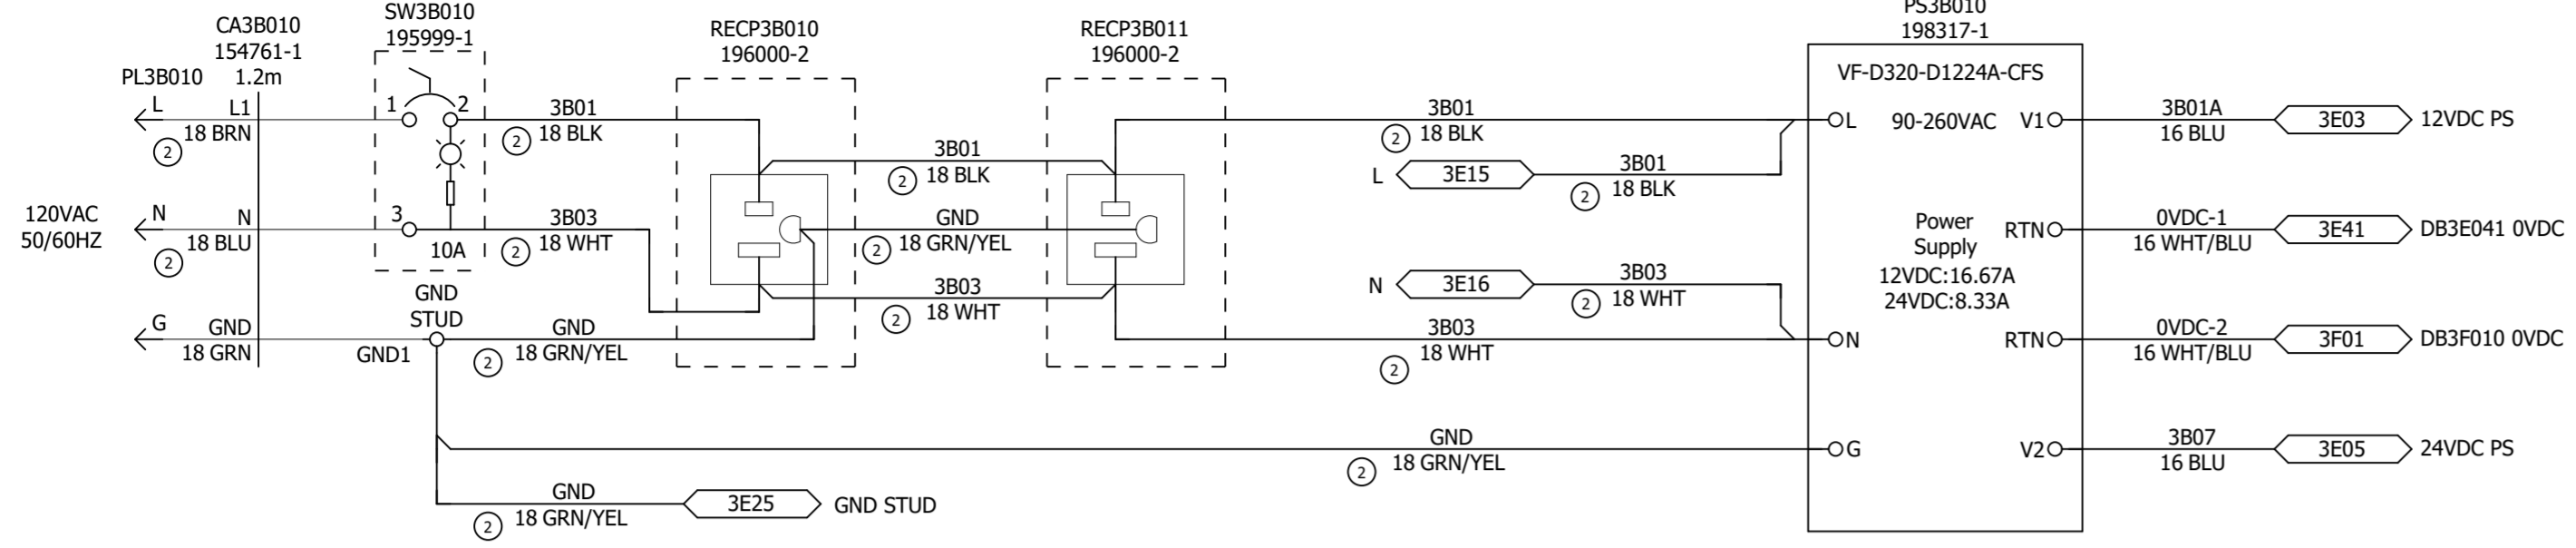 SW3B010
195999-1
CA3B010
154761-1
1.2m
PL3B010
RECP3B010
196000-2
RECP3B011
196000-2
PS3B010
198317-1
VF-D320-D1224A-CFS
L
L1
18 BRN
2
1
2
3B01
2
18 BLK
3B01
2
18 BLK
3B01
2
18 BLK
L
3E15
3B01
2
18 BLK
L
90-260VAC
V1
3B01A
16 BLU
3E03
12VDC PS
120VAC
50/60HZ
N
N
18 BLU
2
3
10A
3B03
2
18 WHT
GND
2
18 GRN/YEL
3B03
2
18 WHT
N
3E16
3B03
2
18 WHT
Power
Supply
12VDC:16.67A
24VDC:8.33A
RTN
0VDC-1
16 WHT/BLU
3E41
DB3E041 0VDC
G
GND
18 GRN
GND
STUD
GND1
GND
2
18 GRN/YEL
3B03
2
18 WHT
N
RTN
0VDC-2
16 WHT/BLU
3F01
DB3F010 0VDC
GND
2
18 GRN/YEL
G
V2
3B07
16 BLU
3E05
24VDC PS
GND
2
18 GRN/YEL
3E25
GND STUD